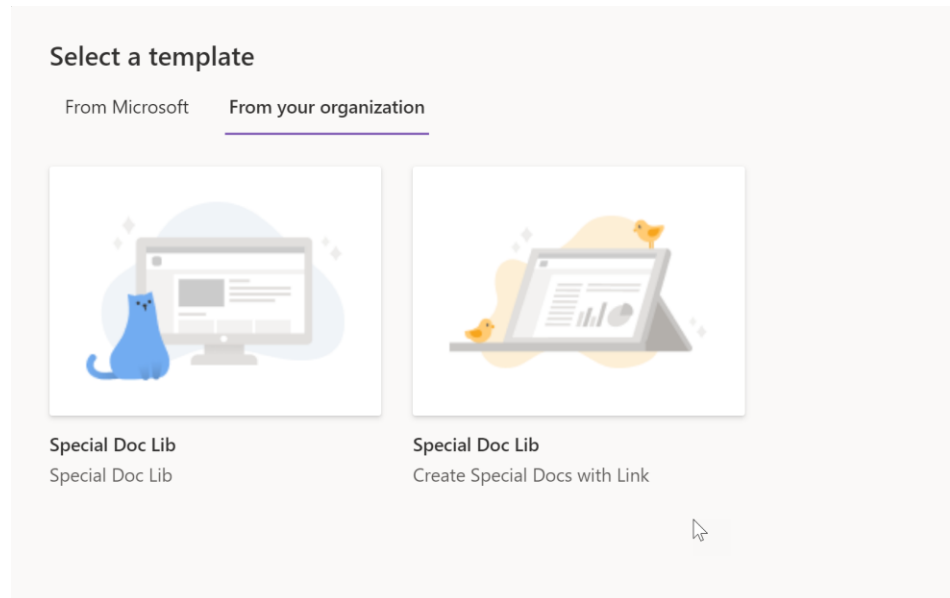 Select a template
From Microsoft
From your organization
Special Doc Lib
Special Doc Lib
Special Doc Lib
Create Special Docs with Link